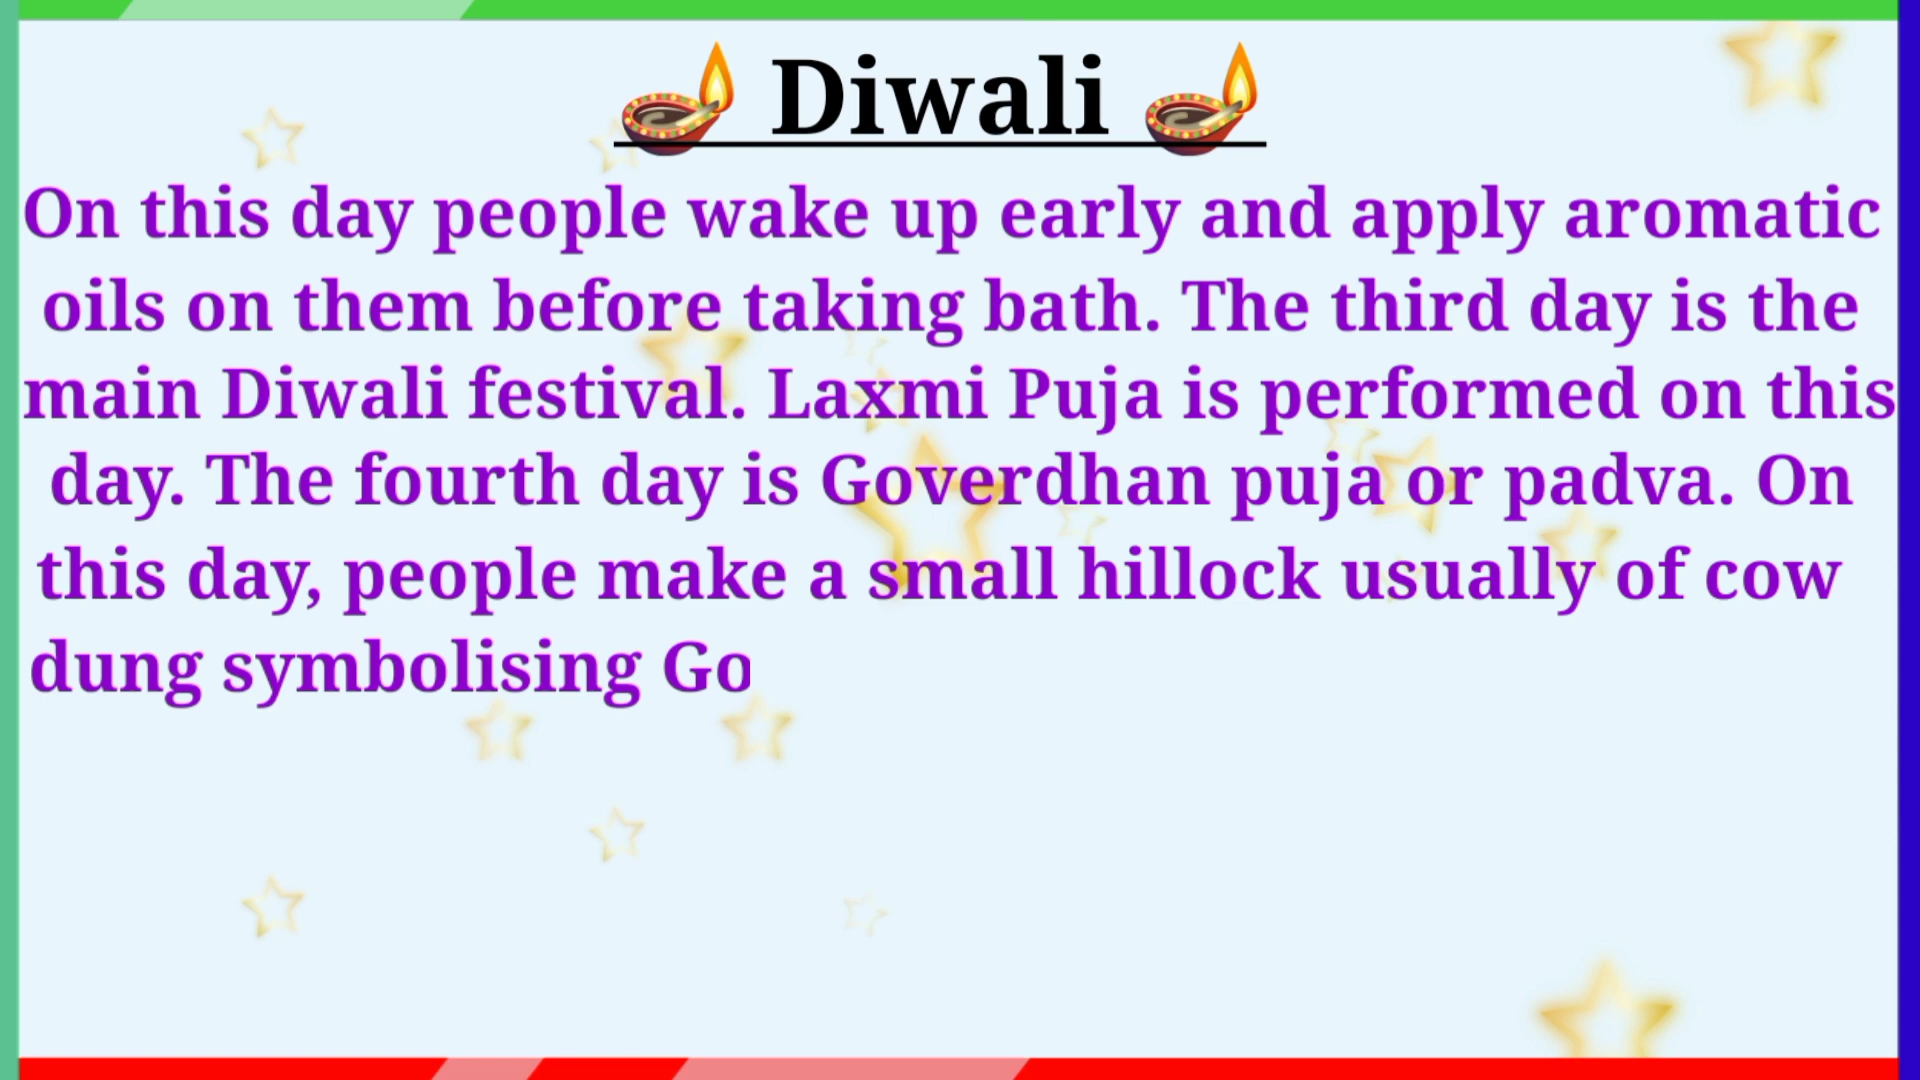 🪔 Diwali 🪔
On this day people wake up early and apply aromatic
oils on them before taking bath. The third day is the
main Diwali festival. Laxmi Puja is performed on this
day. The fourth day is Goverdhan puja or padva. On
this day, people make a small hillock usually of cow
dung symbolising Go